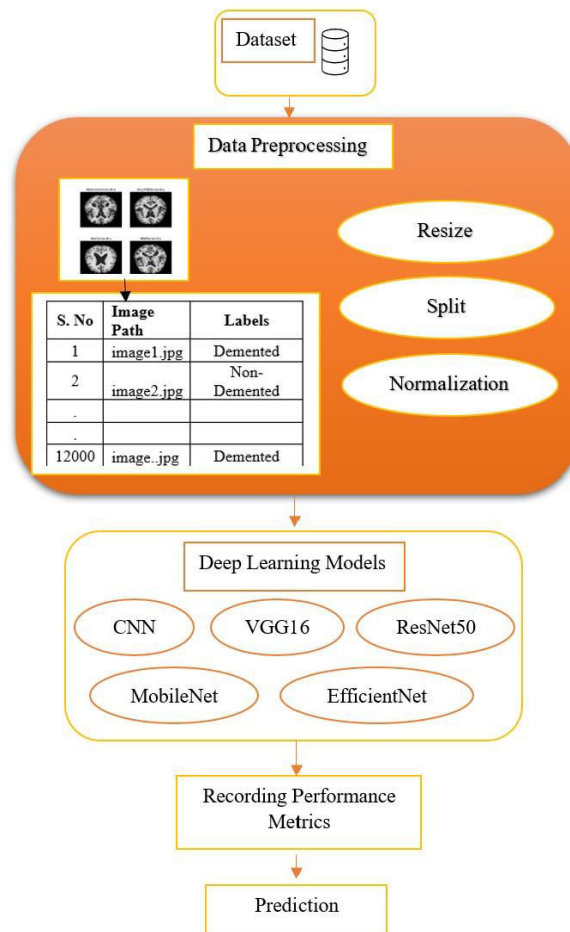 Dataset
Data Preprocessing
Resize
Split
Normalization
S. No Image Path Labels
1 image1.jpg Demented
2 image2.jpg Non-Demented
.
.
12000 image..jpg Demented
Deep Learning Models
CNN VGG16 ResNet50
MobileNet EfficientNet
Recording Performance
Metrics
Prediction